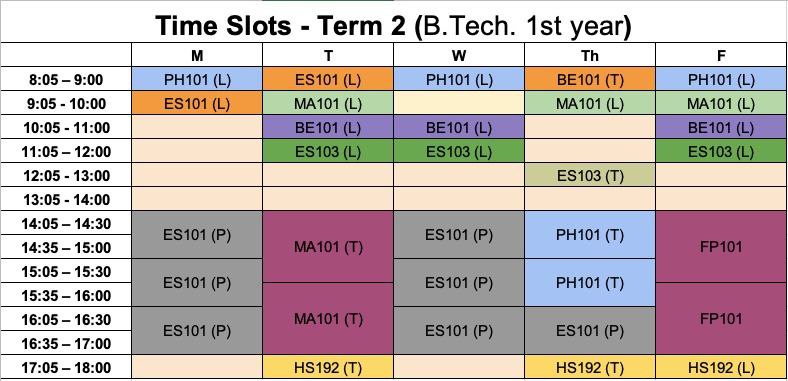 Time Slots - Term 2 (B.Tech. 1st year)
M T W Th F
8:05 – 9:00 PH101 (L) ES101 (L) PH101 (L) BE101 (T) PH101 (L)
9:05 - 10:00 ES101 (L) MA101 (L) MA101 (L) MA101 (L)
10:05 - 11:00 BE101 (L) BE101 (L) BE101 (L)
11:05 – 12:00 ES103 (L) ES103 (L) ES103 (L)
12:05 - 13:00 ES103 (T)
13:05 - 14:00
14:05 – 14:30
ES101 (P) MA101 (T) ES101 (P) PH101 (T) FP101
14:35 – 15:00
15:05 – 15:30
ES101 (P) ES101 (P) PH101 (T)
15:35 – 16:00
MA101 (T) FP101
16:05 – 16:30
ES101 (P) ES101 (P) ES101 (P)
16:35 – 17:00
17:05 – 18:00 HS192 (T) HS192 (T) HS192 (L)